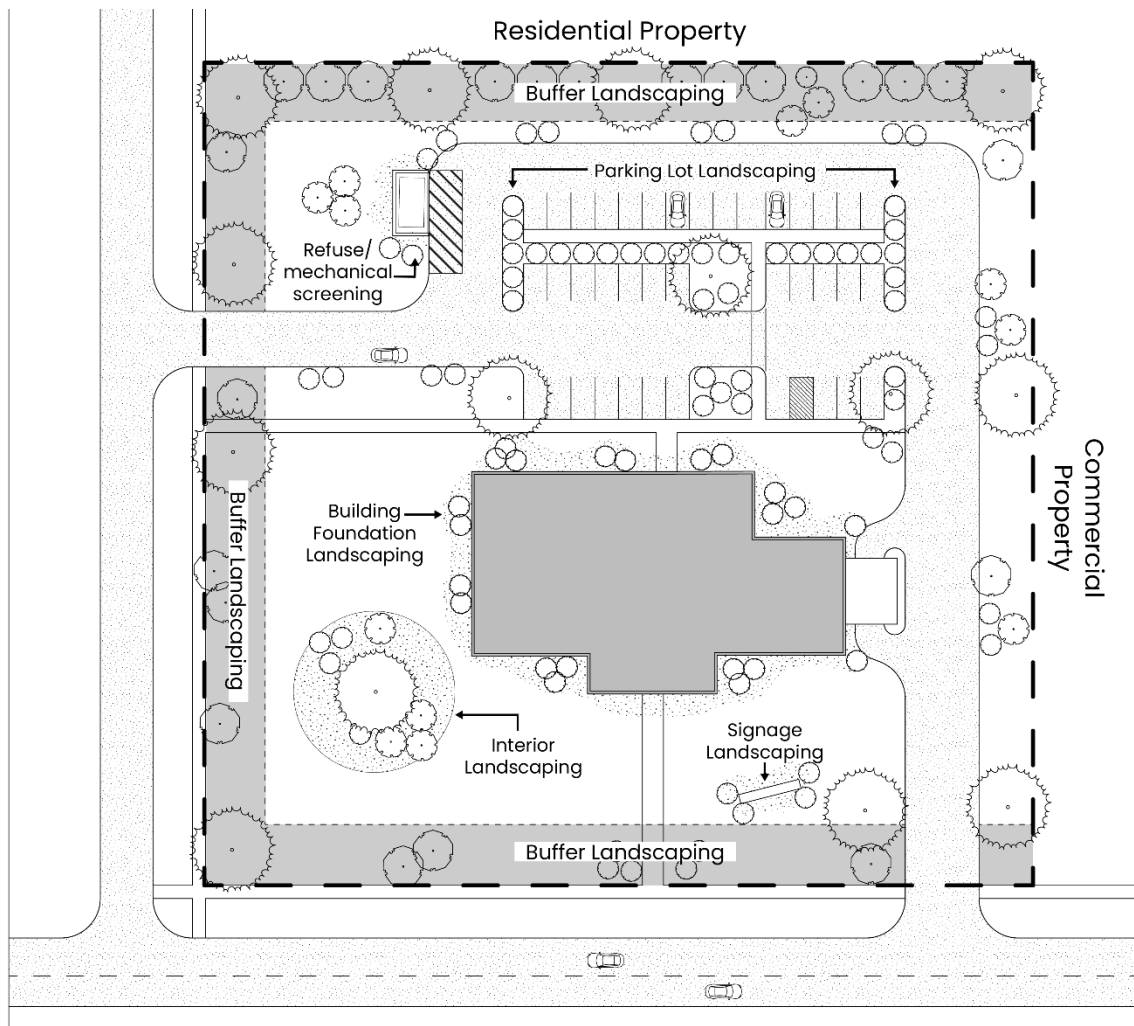 Residential Property
Buffer Landscaping
Parking Lot Landscaping
Refuse/
mechanical
screening
Commercial
Property
Buffer Landscaping
Building
Foundation
Landscaping
Interior
Landscaping
Signage
Landscaping
Buffer Landscaping